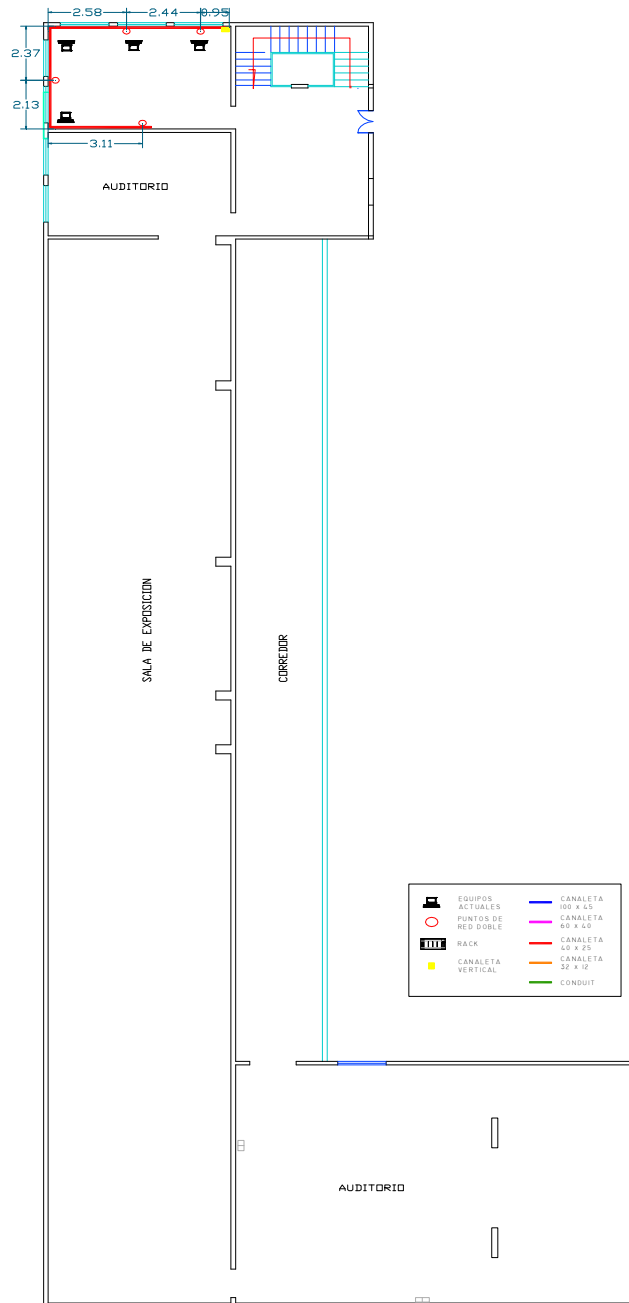 2.58
2.44
0.95
2.37
2.13
3.11
AUDITORIO
SALA DE EXPOSICION
CORREDOR
EQUIPOS
ACTUALES
PUNTOS DE
RED DOBLE
RACK
CANALETA
VERTICAL
CANALETA
100 x 45
CANALETA
60 x 40
CANALETA
40 x 25
CANALETA
32 x 12
CONDUIT
AUDITORIO